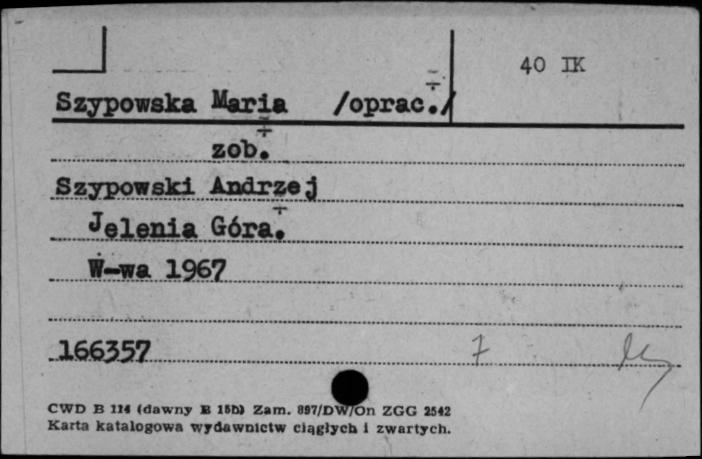 40 IK
Szypowska Maria /oprac./
zob.
Szypowski Andrzej
Jelenia Góra.
W-wa 1967
166357 7
CWD B 114 (dawny B 15b) Zam. 897/DW/On ZGG 2542
Karta katalogowa wydawnictw ciągłych i zwartych.